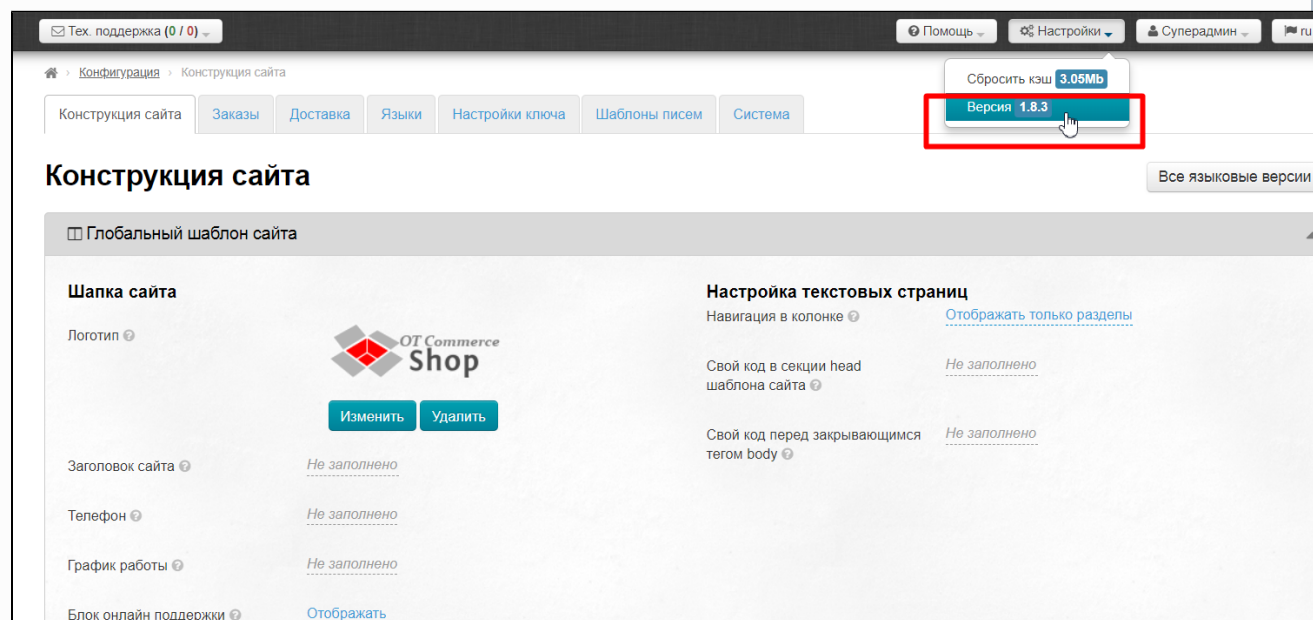 Тех. поддержка (0 / 0)
Помощь
Настройки
Суперадмин
ru
Конфигурация › Конструкция сайта
Сбросить кэш 3.05Mb
Версия 1.8.3
Конструкция сайта
Заказы
Доставка
Языки
Настройки ключа
Шаблоны писем
Система
Конструкция сайта
Все языковые версии
Глобальный шаблон сайта
Шапка сайта
Логотип
OT Commerce
Shop
Изменить
Удалить
Заголовок сайта
Не заполнено
Телефон
Не заполнено
График работы
Не заполнено
Блок онлайн поддержки
Отображать
Настройка текстовых страниц
Навигация в колонке
Отображать только разделы
Свой код в секции head
шаблона сайта
Не заполнено
Свой код перед закрывающимся
тегом body
Не заполнено